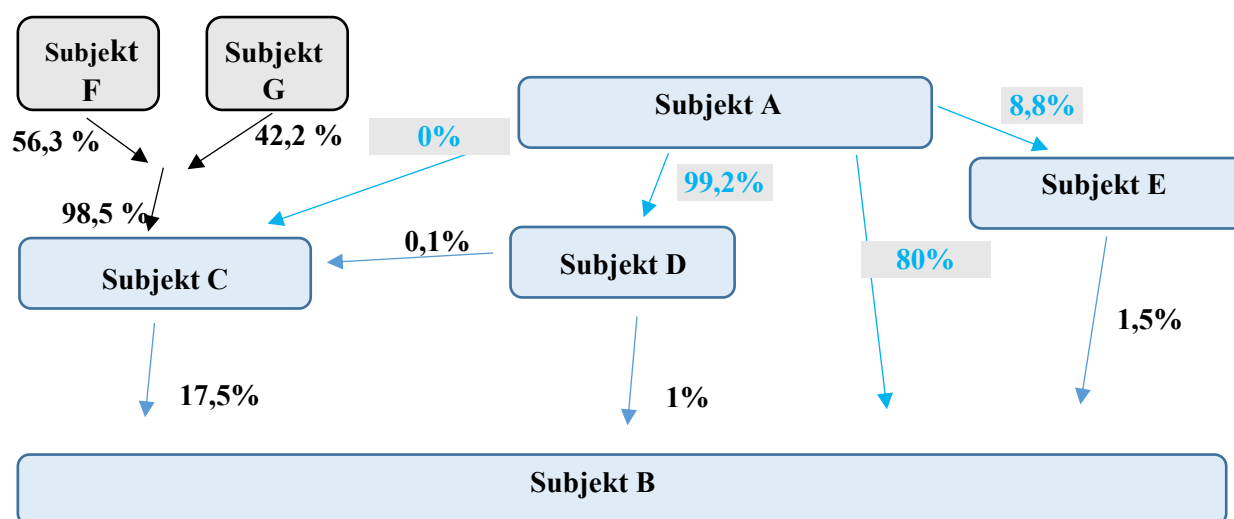 Subjekt
F
Subjekt
G
Subjekt A
8,8%
56,3 %
42,2 %
0%
99,2%
Subjekt E
98,5 %
0,1%
Subjekt C
Subjekt D
80%
17,5%
1%
1,5%
Subjekt B